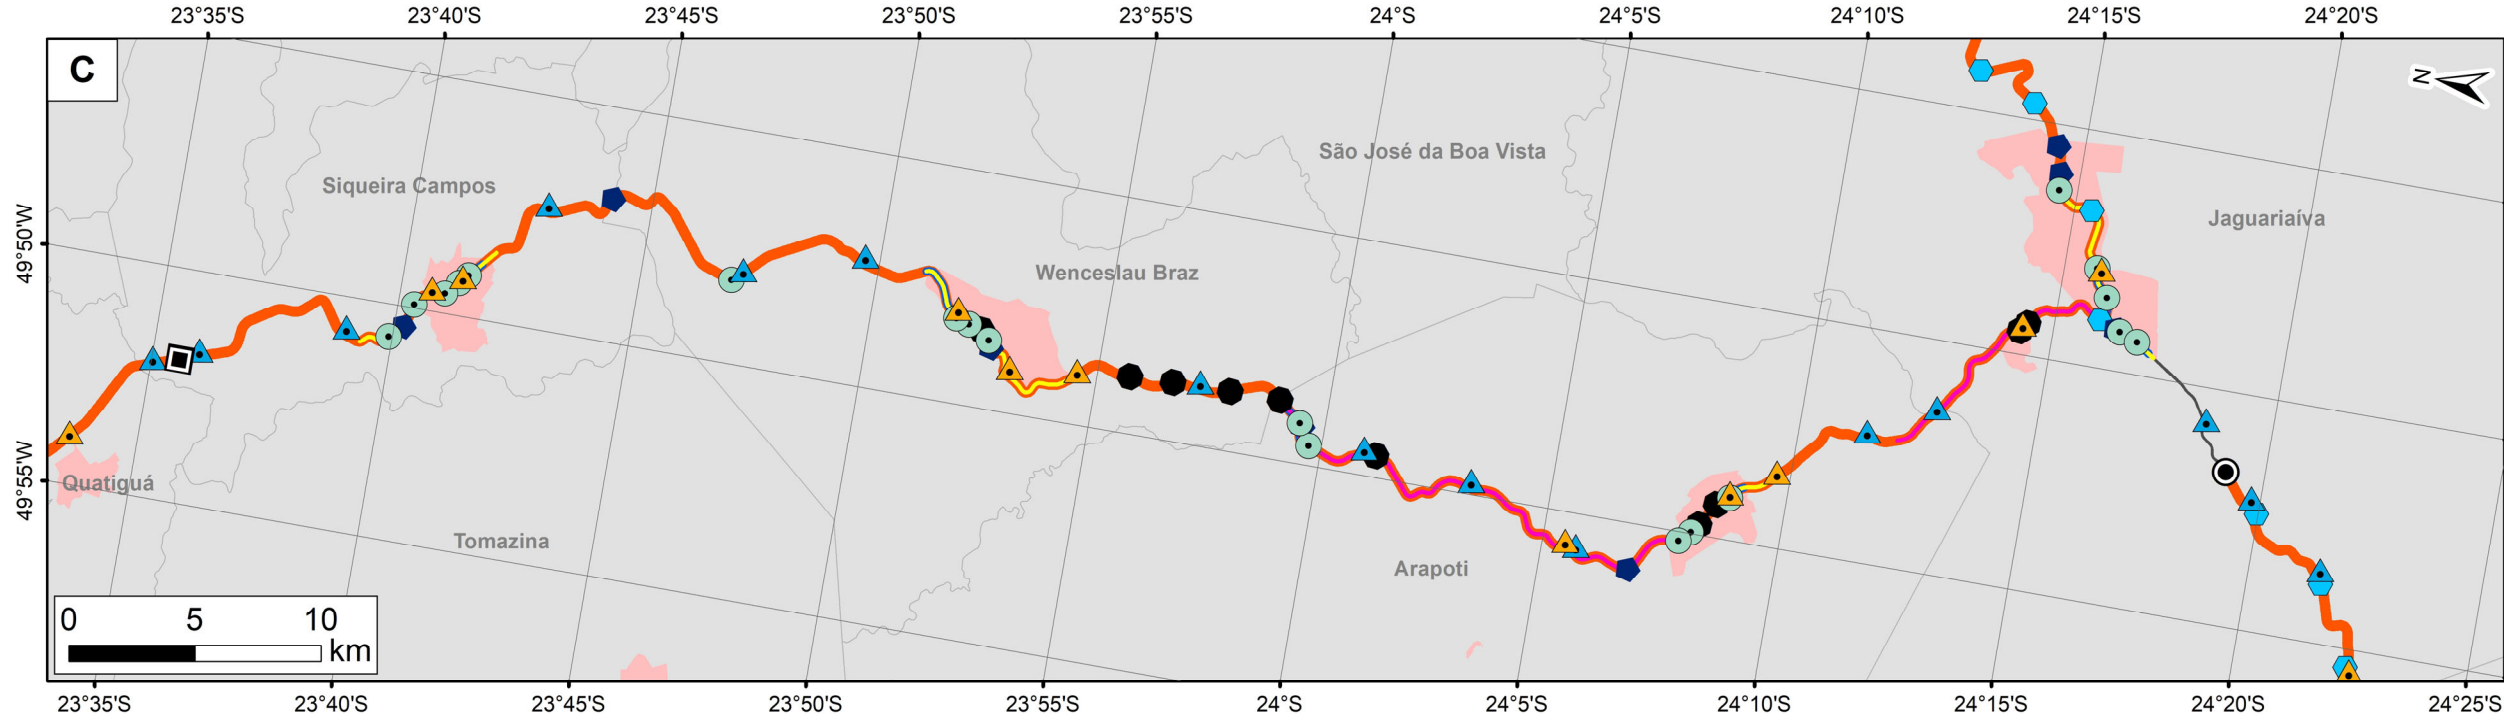 23°35'S 23°40'S 23°45'S 23°50'S 23°55'S 24°S 24°5'S 24°10'S 24°15'S 24°20'S
C
N
São José da Boa Vista
Siqueira Campos
Jaguariaíva
49°50'W
Wenceslau Braz
49°55'W
Quatiguá
Tomazina
Arapoti
0 5 10
km
23°35'S 23°40'S 23°45'S 23°50'S 23°55'S 24°S 24°5'S 24°10'S 24°15'S 24°20'S 24°25'S